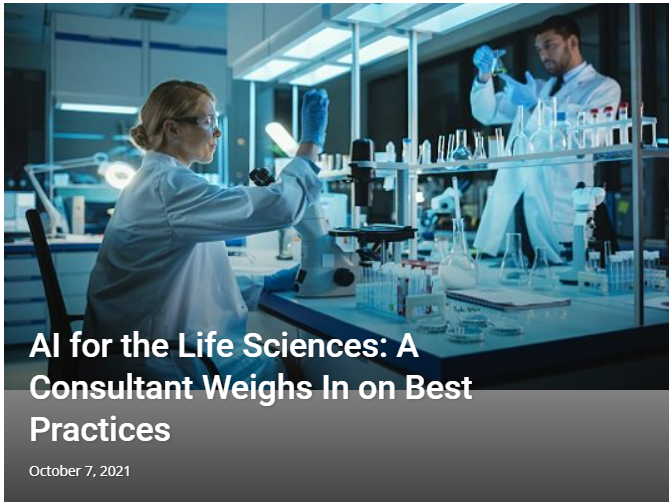 AI for the Life Sciences: A
Consultant Weighs In on Best
Practices
October 7, 2021